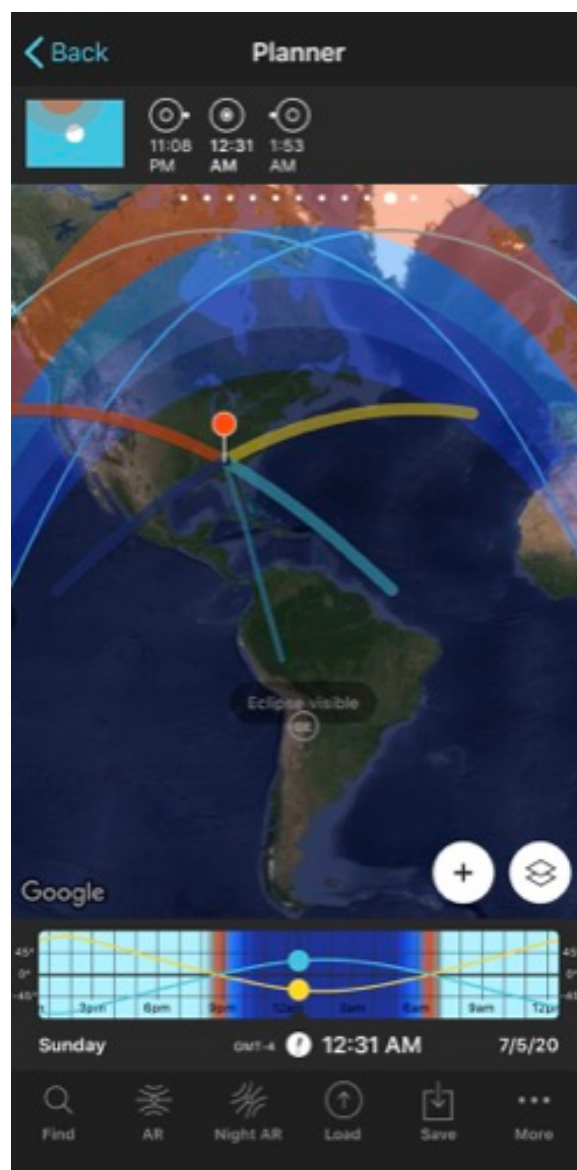 Back Planner
11:08 PM 12:31 AM 1:53 AM
Eclipse visible
GE
Google
45° 45°
0° 0°
-45° -45°
3pm 6pm 9pm 12am 3am 6am 9am 12pm
Sunday GMT-4 12:31 AM 7/5/20
Find AR Night AR Load Save More